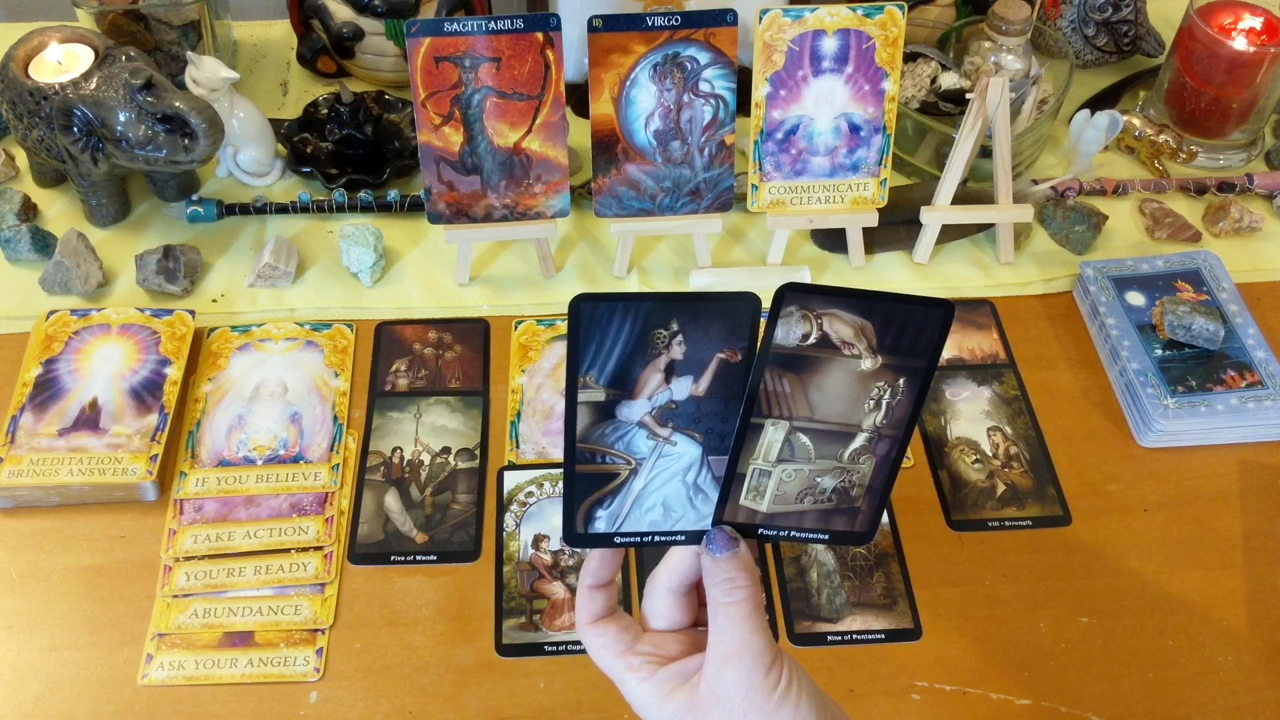 SAGITTARIUS 9
♍ VIRGO 6
COMMUNICATE
CLEARLY
MEDITATION
BRINGS ANSWERS
IF YOU BELIEVE
TAKE ACTION
YOU'RE READY
ABUNDANCE
ASK YOUR ANGELS
Five of Wands
Queen of Swords
Four of Pentacles
VIII • Strength
Ten of Cups
Nine of Pentacles